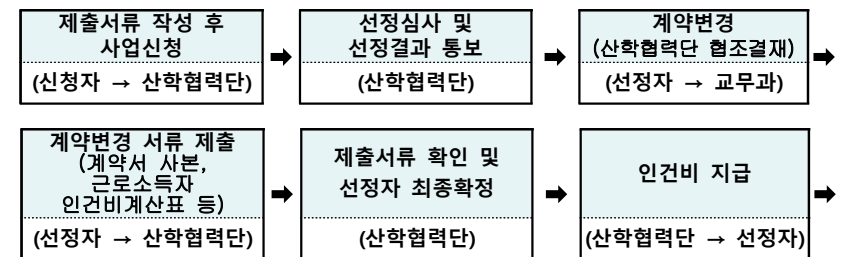 제출서류 작성 후
사업신청
(신청자 → 산학협력단)
➡
선정심사 및
선정결과 통보
(산학협력단)
➡
계약변경
(산학협력단 협조결재)
(선정자 → 교무과)
➡
계약변경 서류 제출
(계약서 사본,
근로소득자
인건비계산표 등)
(선정자 → 산학협력단)
➡
제출서류 확인 및
선정자 최종확정
(산학협력단)
➡
인건비 지급
(산학협력단 → 선정자)
➡